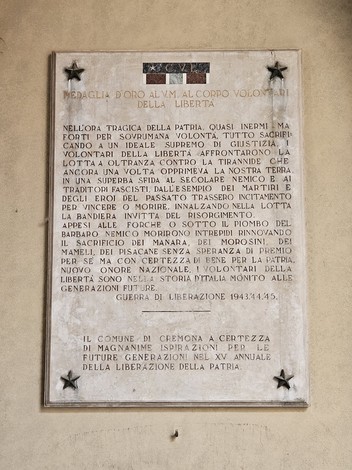 C.V.L.
MEDAGLIA D'ORO AL V.M. AL CORPO VOLONTARI
DELLA LIBERTÀ
NELL'ORA TRAGICA DELLA PATRIA, QUASI INERMI MA
FORTI PER SOVRUMANA VOLONTÀ, TUTTO SACRIFI
CANDO A UN IDEALE SUPREMO DI GIUSTIZIA, I
VOLONTARI DELLA LIBERTÀ AFFRONTARONO LA
LOTTA A OLTRANZA CONTRO LA TIRANNIDE CHE
ANCORA UNA VOLTA OPPRIMEVA LA NOSTRA TERRA
IN UNA SUPERBA SFIDA AL SECOLARE NEMICO E AI
TRADITORI FASCISTI, DALL'ESEMPIO DEI MARTIRI E
DEGLI EROI DEL PASSATO TRASSERO INCITAMENTO
PER VINCERE O MORIRE, INNALZANDO NELLA LOTTA
LA BANDIERA INVITTA DEL RISORGIMENTO.
APPESI ALLE FORCHE O SOTTO IL PIOMBO DEL
BARBARO NEMICO MORIRONO INTREPIDI RINNOVANDO
IL SACRIFICIO DEI MANARA, DEI MOROSINI, DEI
MAMELI, DEI PISACANE SENZA SPERANZA DI PREMIO
PER SÉ MA CON CERTEZZA DI BENE PER LA PATRIA,
NUOVO ONORE NAZIONALE, I VOLONTARI DELLA
LIBERTÀ SONO NELLA STORIA D'ITALIA MONITO ALLE
GENERAZIONI FUTURE.
GUERRA DI LIBERAZIONE 1943.44.45.
IL COMUNE DI CREMONA A CERTEZZA
DI MAGNANIME ISPIRAZIONI PER LE
FUTURE GENERAZIONI NEL XV ANNUALE
DELLA LIBERAZIONE DELLA PATRIA.